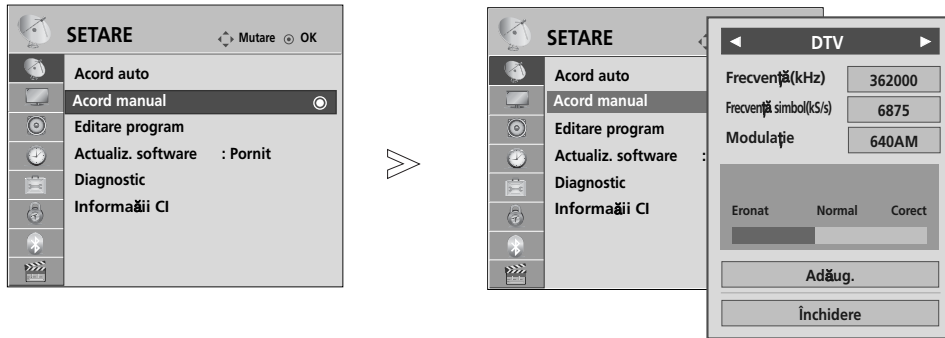 SETARE Mutare OK
Acord auto
Acord manual
Editare program
Actualiz. software : Pornit
Diagnostic
Informaăii CI
SETARE
Acord auto
Acord manual
Editare program
Actualiz. software :
Diagnostic
Informaăii CI
DTV
Frecvenţă(kHz) 362000
Frecvenţă simbol(kS/s) 6875
Modulaţie 640AM
Eronat Normal Corect
Adăug.
Închidere